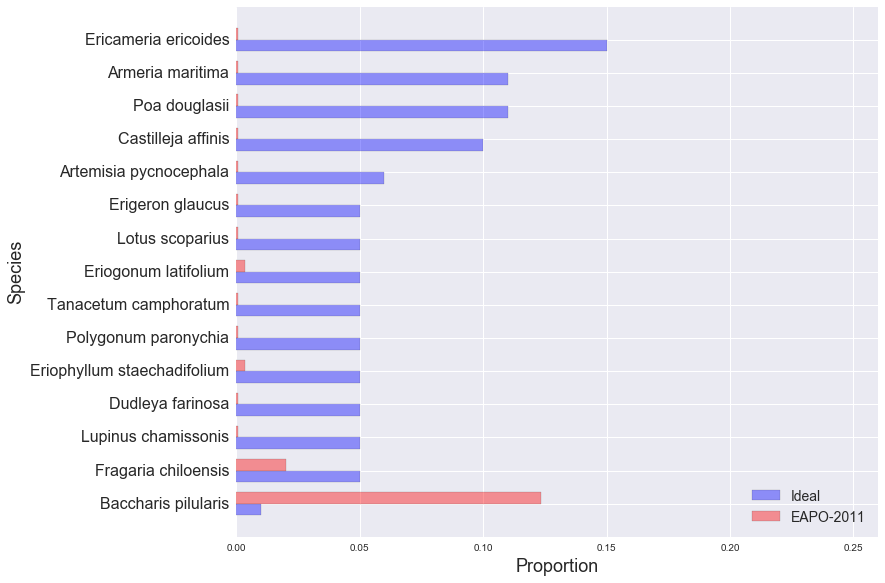 Ericameria ericoides
Armeria maritima
Poa douglasii
Castilleja affinis
Artemisia pycnocephala
Erigeron glaucus
Lotus scoparius
Eriogonum latifolium
Tanacetum camphoratum
Polygonum paronychia
Eriophyllum staechadifolium
Dudleya farinosa
Lupinus chamissonis
Fragaria chiloensis
Baccharis pilularis
Species
Ideal
EAPO-2011
0.00 0.05 0.10 0.15 0.20 0.25
Proportion